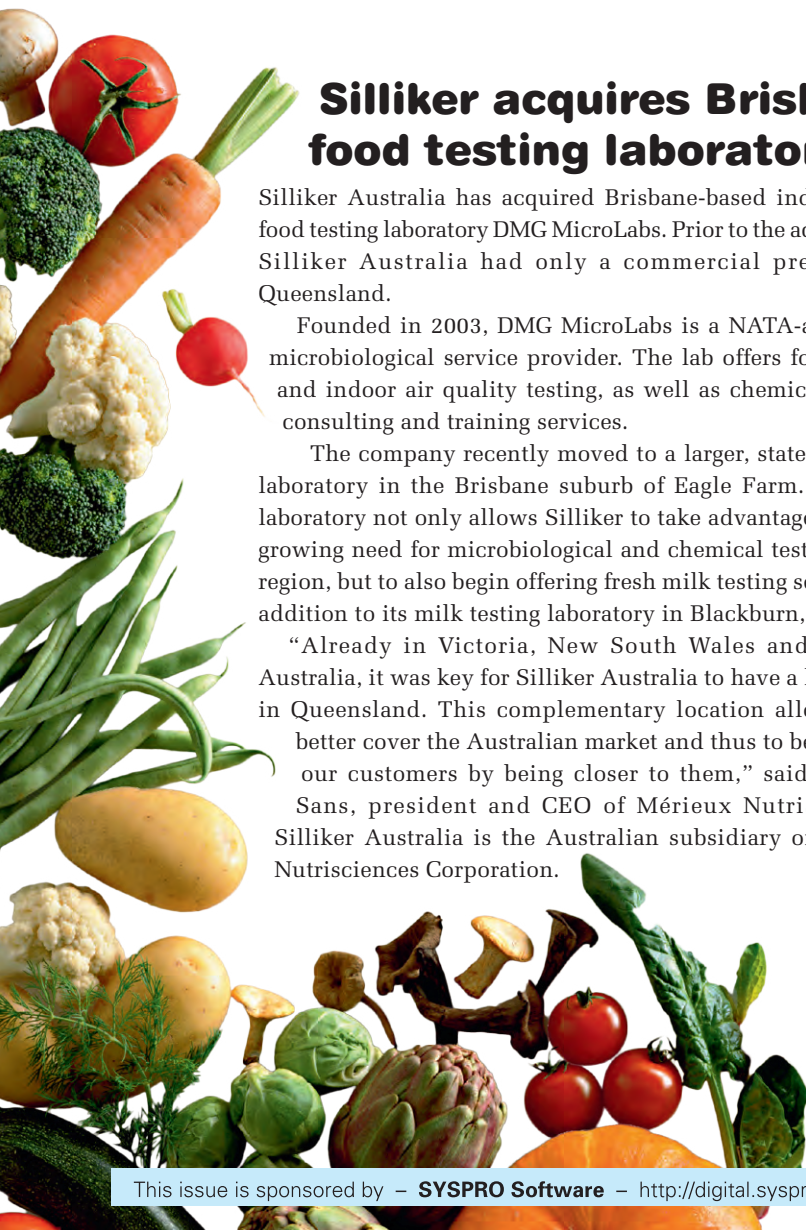 Silliker acquires Bris
food testing laborato
Silliker Australia has acquired Brisbane-based ind
food testing laboratory DMG MicroLabs. Prior to the ac
Silliker Australia had only a commercial pre
Queensland.
Founded in 2003, DMG MicroLabs is a NATA-a
microbiological service provider. The lab offers fo
and indoor air quality testing, as well as chemic
consulting and training services.
The company recently moved to a larger, state
laboratory in the Brisbane suburb of Eagle Farm.
laboratory not only allows Silliker to take advantage
growing need for microbiological and chemical test
region, but to also begin offering fresh milk testing se
addition to its milk testing laboratory in Blackburn,
“Already in Victoria, New South Wales and
Australia, it was key for Silliker Australia to have a
in Queensland. This complementary location allo
better cover the Australian market and thus to be
our customers by being closer to them,” said
Sans, president and CEO of Mérieux Nutri
Silliker Australia is the Australian subsidiary o
Nutrisciences Corporation.
This issue is sponsored by – SYSPRO Software – http://digital.syspr